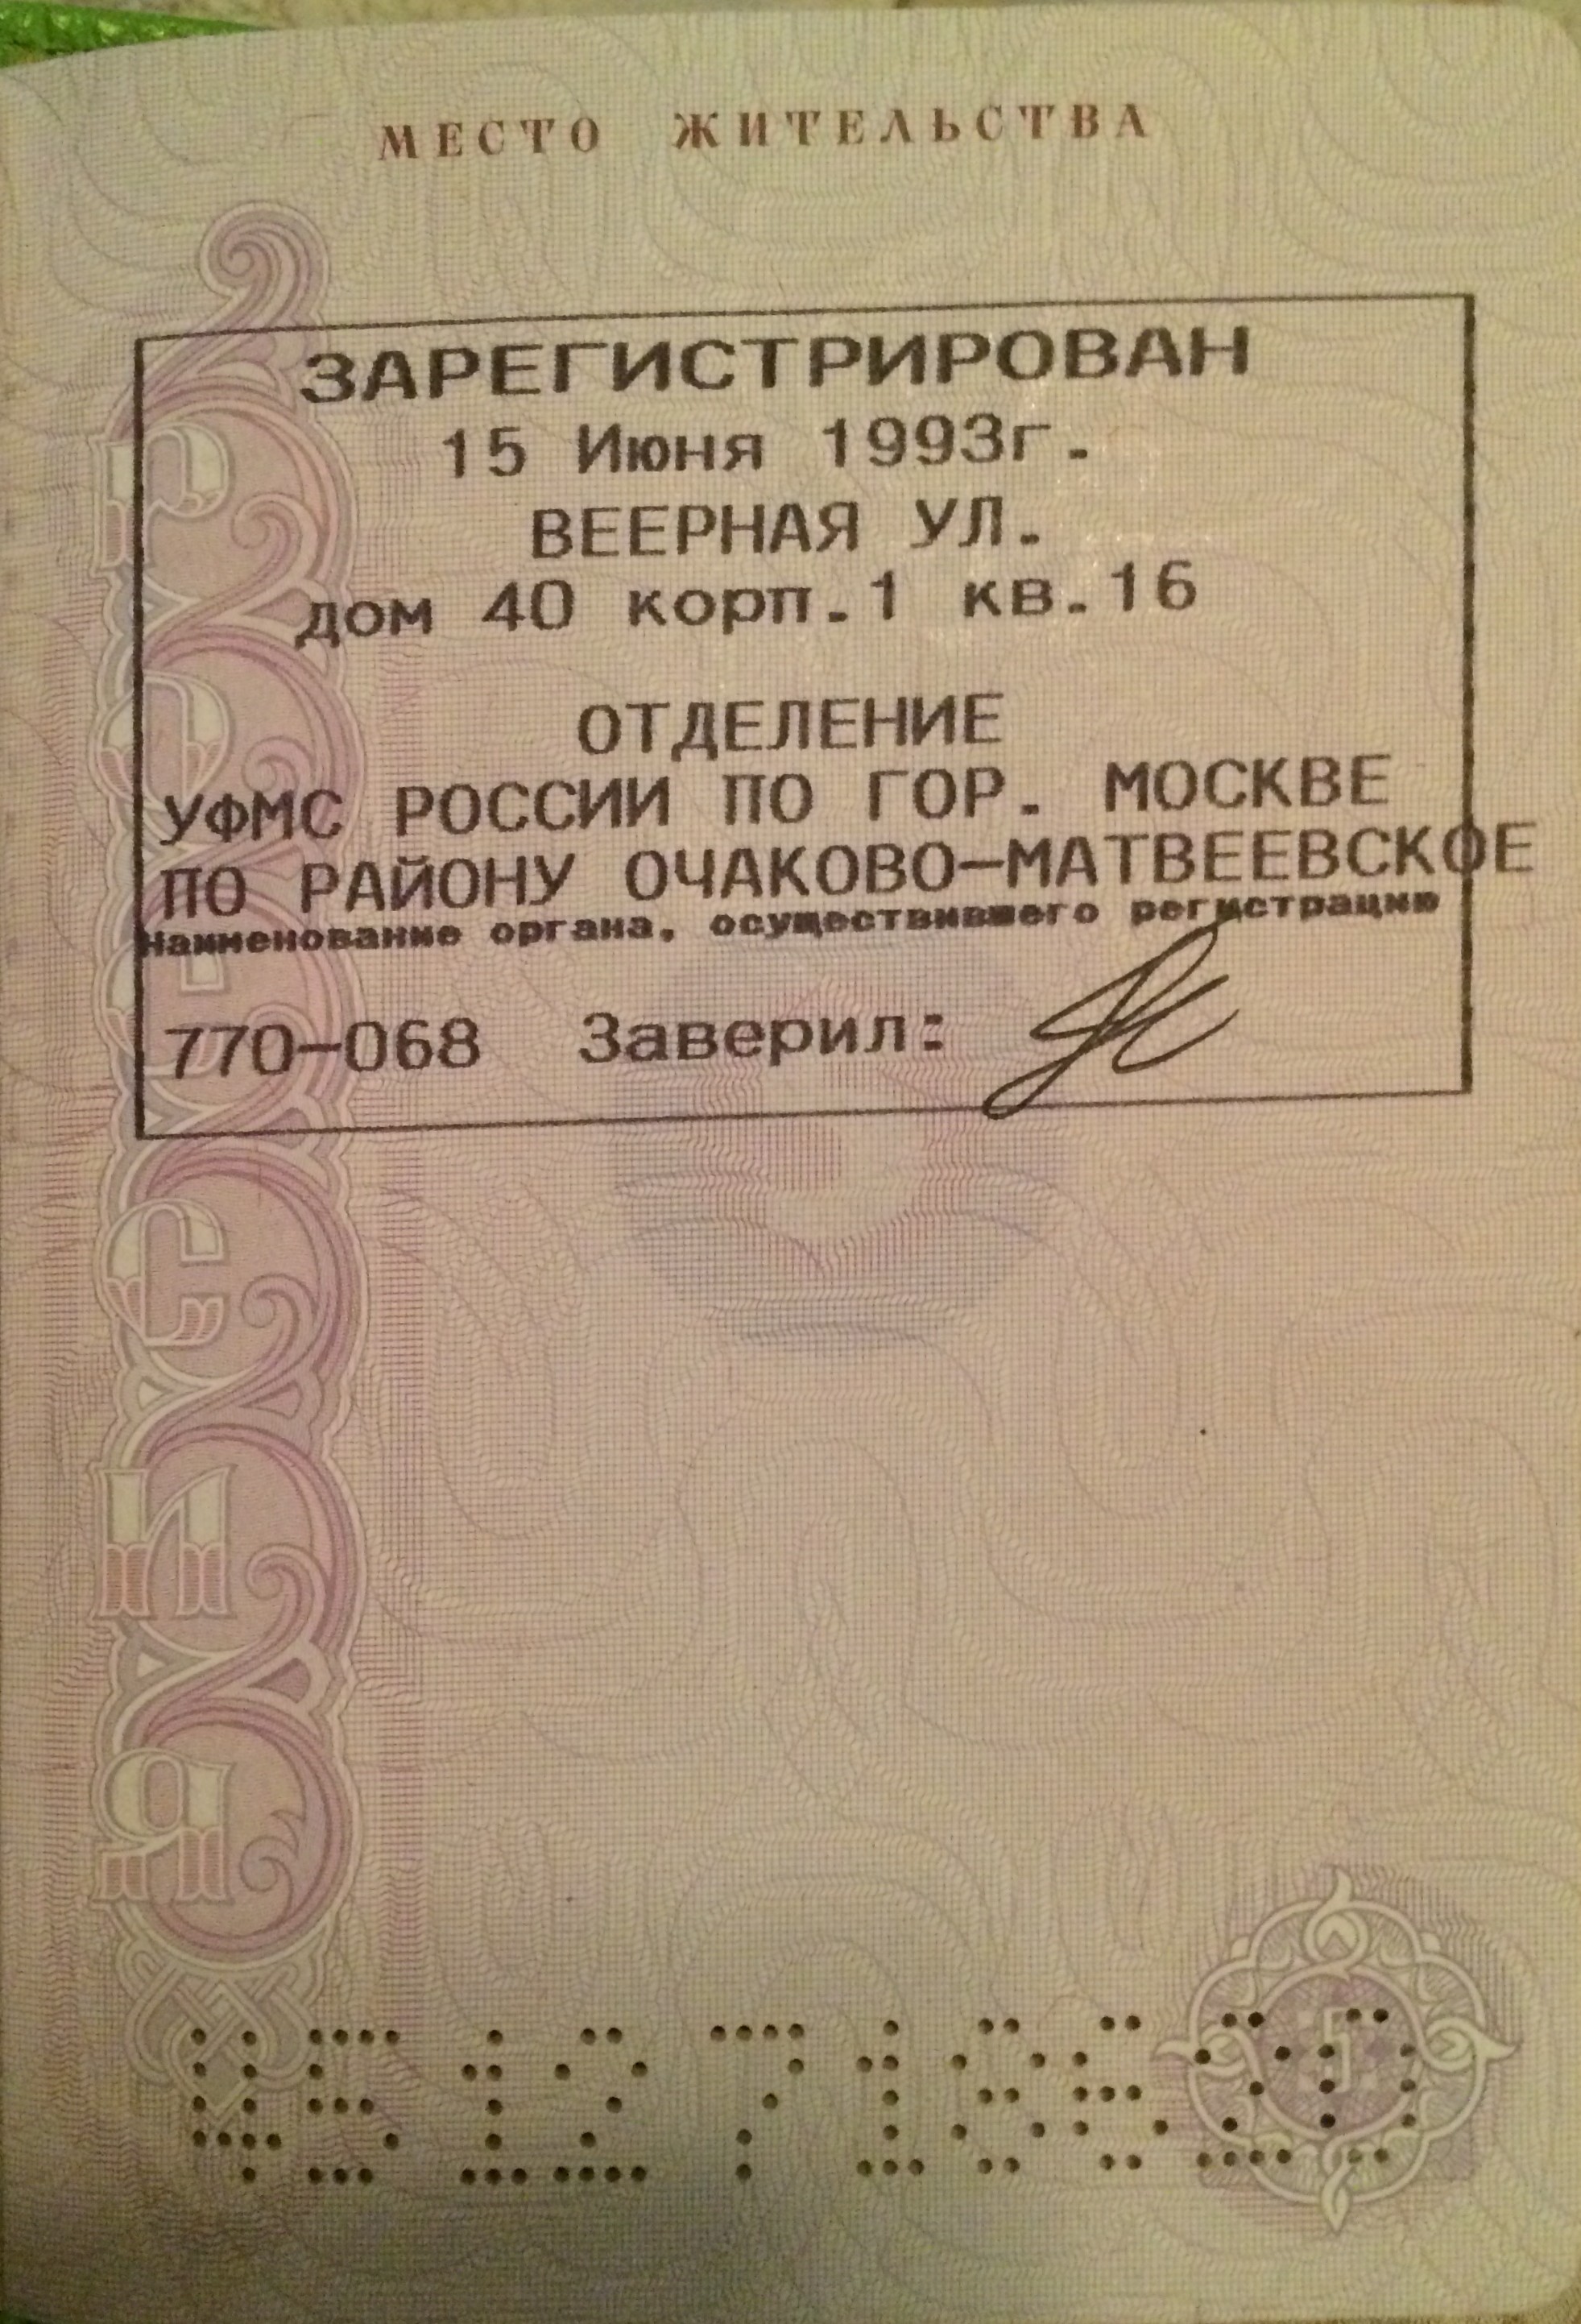 МЕСТО ЖИТЕЛЬСТВА
ЗАРЕГИСТРИРОВАН
15 Июня 1993г.
ВЕЕРНАЯ УЛ.
дом 40 корп.1 кв.16
ОТДЕЛЕНИЕ
УФМС РОССИИ ПО ГОР. МОСКВЕ
ПО РАЙОНУ ОЧАКОВО-МАТВЕЕВСКОЕ
Наименование органа, осуществившего регистрацию
770-068 Заверил:
РОССИЯ